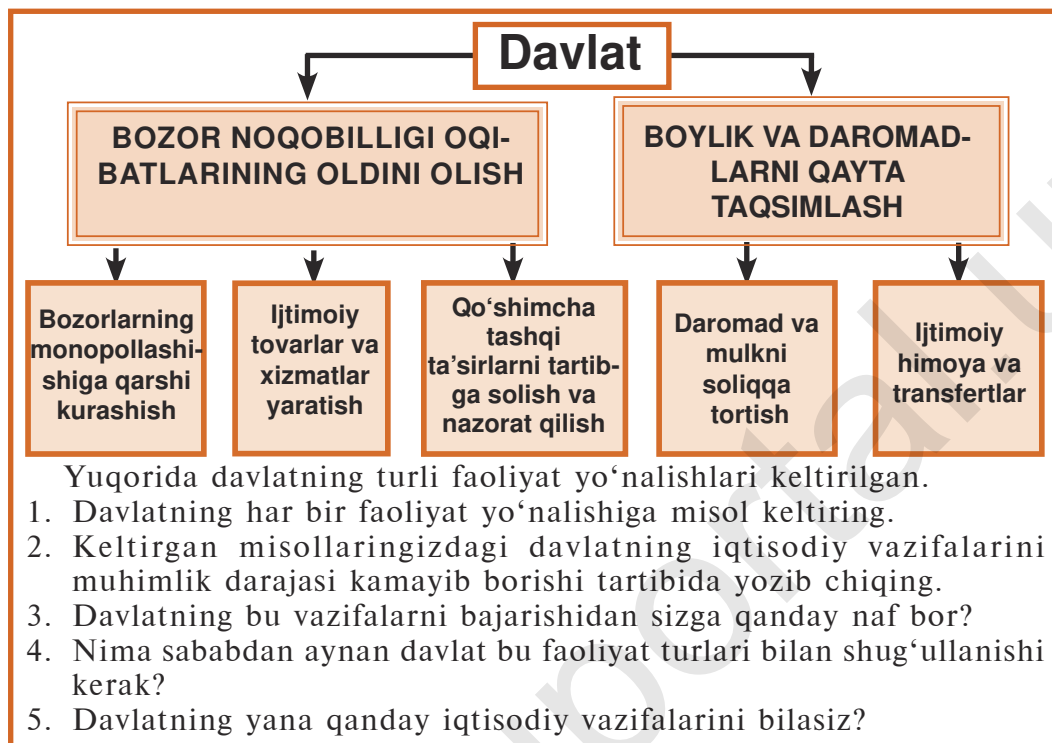 Davlat
BOZOR NOQOBILLIGI OQI-
BATLARINING OLDINI OLISH
BOYLIK VA DAROMAD-
LARNI QAYTA
TAQSIMLASH
Bozorlarning
monopollashi-
shiga qarshi
kurashish
Ijtimoiy
tovarlar va
xizmatlar
yaratish
Qo‘shimcha
tashqi
ta’sirlarni tartib-
ga solish va
nazorat qilish
Daromad va
mulkni
soliqqa
tortish
Ijtimoiy
himoya va
transfertlar
Yuqorida davlatning turli faoliyat yo‘nalishlari keltirilgan.
1. Davlatning har bir faoliyat yo‘nalishiga misol keltiring.
2. Keltirgan misollaringizdagi davlatning iqtisodiy vazifalarini
muhimlik darajasi kamayib borishi tartibida yozib chiqing.
3. Davlatning bu vazifalarni bajarishidan sizga qanday naf bor?
4. Nima sababdan aynan davlat bu faoliyat turlari bilan shug‘ullanishi
kerak?
5. Davlatning yana qanday iqtisodiy vazifalarini bilasiz?
portal.u